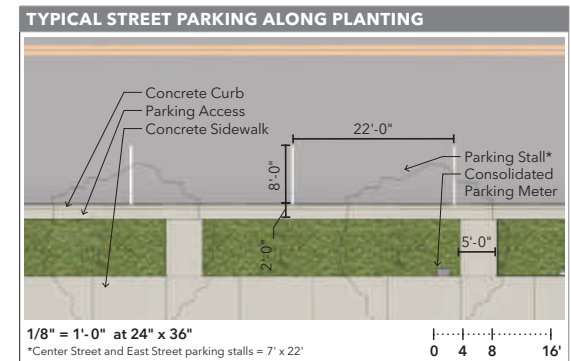 TYPICAL STREET PARKING ALONG PLANTING
Concrete Curb
Parking Access
Concrete Sidewalk
22'-0"
8'-0"
Parking Stall*
Consolidated
Parking Meter
2'-0"
5'-0"
1/8" = 1'-0" at 24" x 36"
*Center Street and East Street parking stalls = 7' x 22'
0 4 8 16'